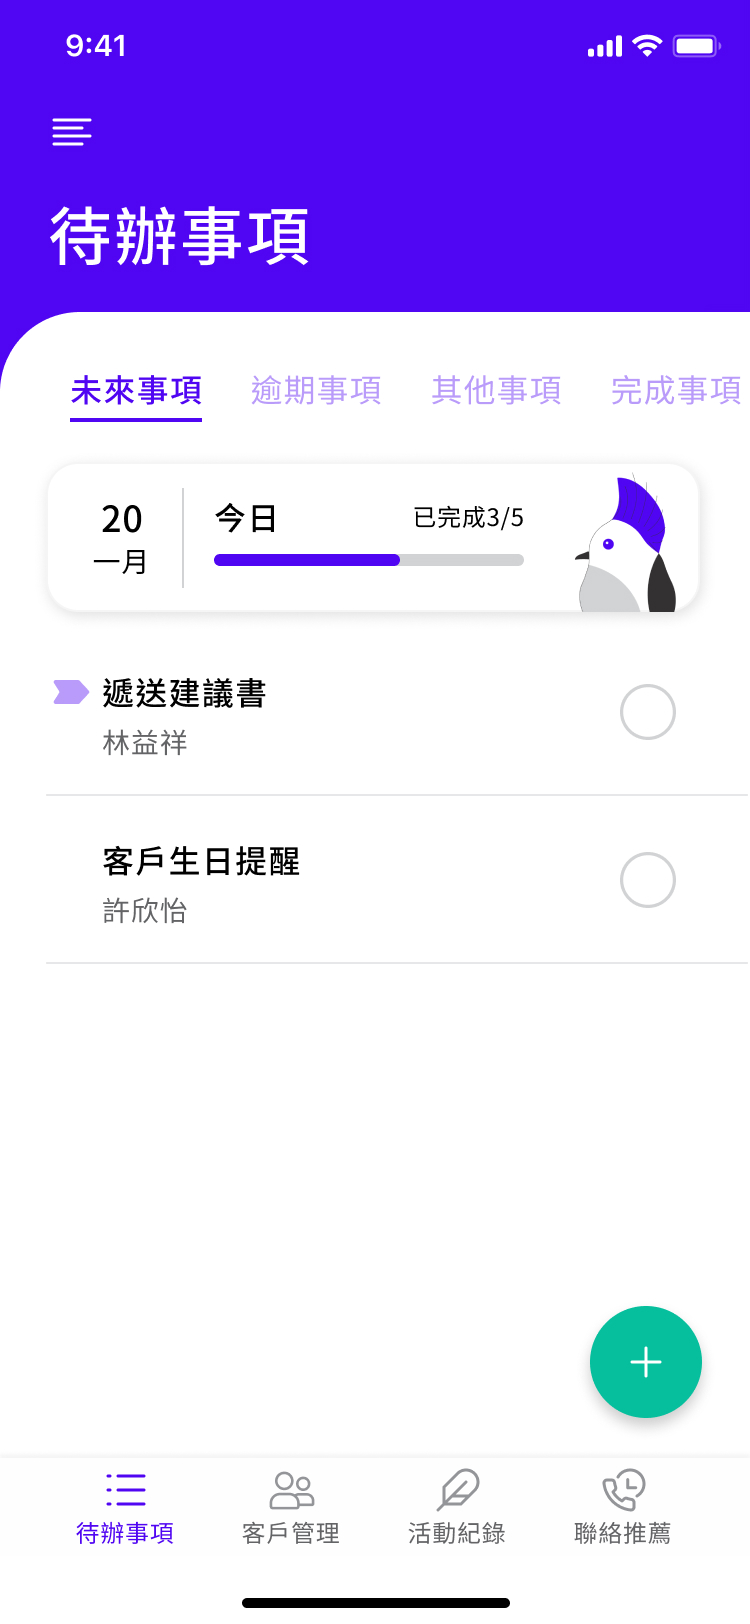 9:41
待辦事項
未來事項 逾期事項 其他事項 完成事項
20
一月
今日 已完成3/5
遞送建議書
林益祥
客戶生日提醒
許欣怡
待辦事項 客戶管理 活動紀錄 聯絡推薦